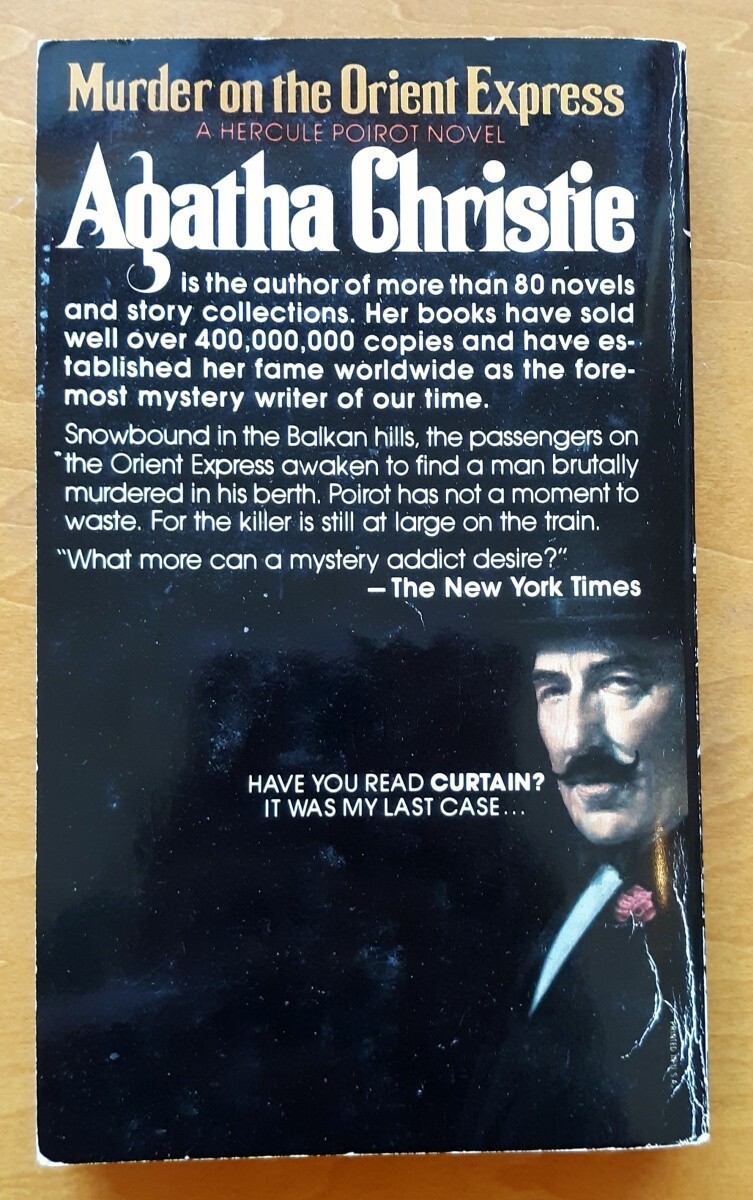 Murder on the Orient Express
A HERCULE POIROT NOVEL
Agatha Christie
is the author of more than 80 novels
and story collections. Her books have sold
well over 400,000,000 copies and have es-
tablished her fame worldwide as the fore-
most mystery writer of our time.
Snowbound in the Balkan hills, the passengers on
the Orient Express awaken to find a man brutally
murdered in his berth. Poirot has not a moment to
waste. For the killer is still at large on the train.
"What more can a mystery addict desire?"
—The New York Times
HAVE YOU READ CURTAIN?
IT WAS MY LAST CASE...
PRINTED IN U.S.A.